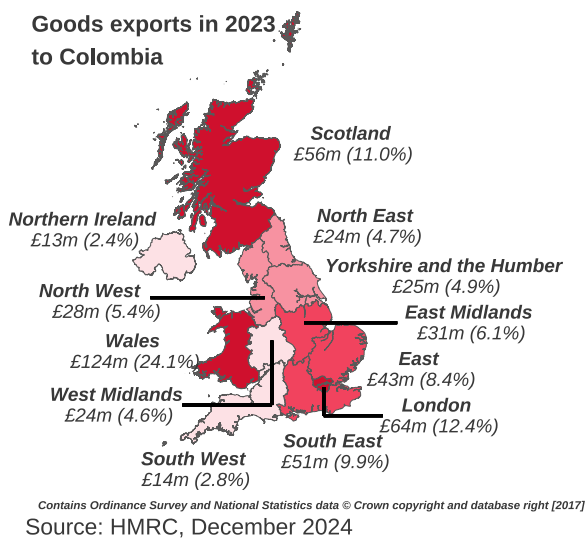 Goods exports in 2023
to Colombia
Scotland
£56m (11.0%)
Northern Ireland
£13m (2.4%)
North East
£24m (4.7%)
Yorkshire and the Humber
£25m (4.9%)
North West
£28m (5.4%)
East Midlands
£31m (6.1%)
Wales
£124m (24.1%)
East
£43m (8.4%)
West Midlands
£24m (4.6%)
London
£64m (12.4%)
South East
£51m (9.9%)
South West
£14m (2.8%)
Contains Ordinance Survey and National Statistics data © Crown copyright and database right [2017]
Source: HMRC, December 2024